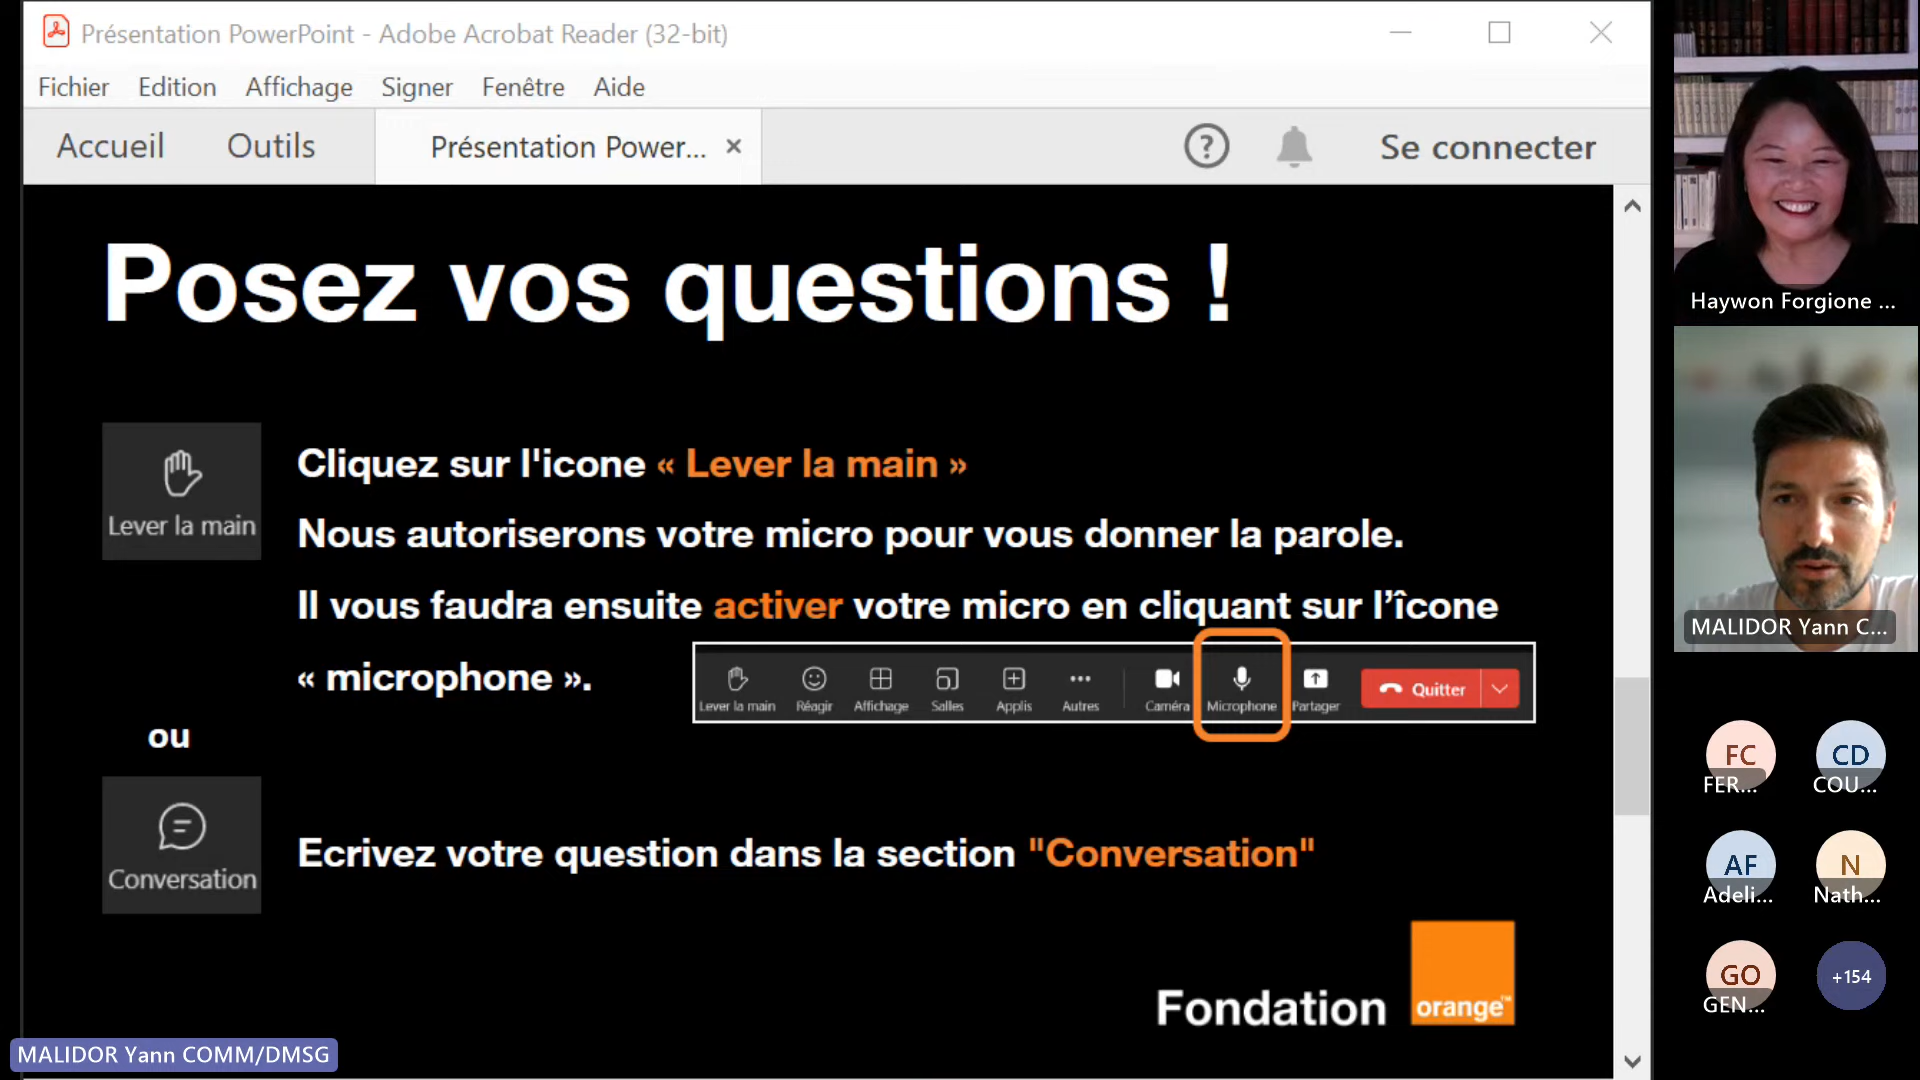 Présentation PowerPoint - Adobe Acrobat Reader (32-bit)
Fichier Edition Affichage Signer Fenêtre Aide
Accueil Outils Présentation Power... × ? Se connecter
Posez vos questions !
Lever la main
Cliquez sur l'icone « Lever la main »
Nous autoriserons votre micro pour vous donner la parole.
Il vous faudra ensuite activer votre micro en cliquant sur l’îcone
« microphone ».
Lever la main Réagir Affichage Salles Applis Autres Caméra Microphone Partager Quitter
ou
Conversation
Ecrivez votre question dans la section "Conversation"
Fondation
orange™
MALIDOR Yann COMM/DMSG
Haywon Forgione ...
MALIDOR Yann C...
FC
FER...
CD
COU...
AF
Adeli...
N
Nath...
GO
GEN...
+154